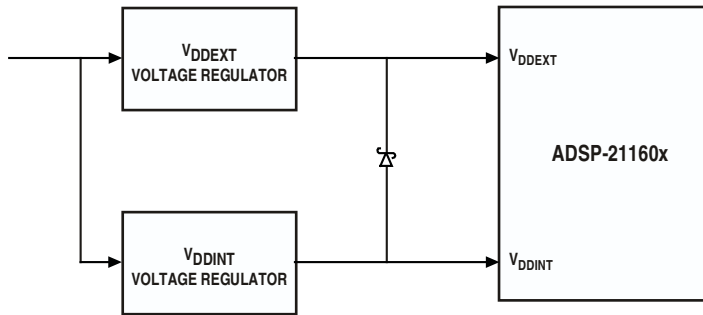 VDDEXT
VOLTAGE REGULATOR
VDDEXT
ADSP-21160x
VDDINT
VOLTAGE REGULATOR
VDDINT